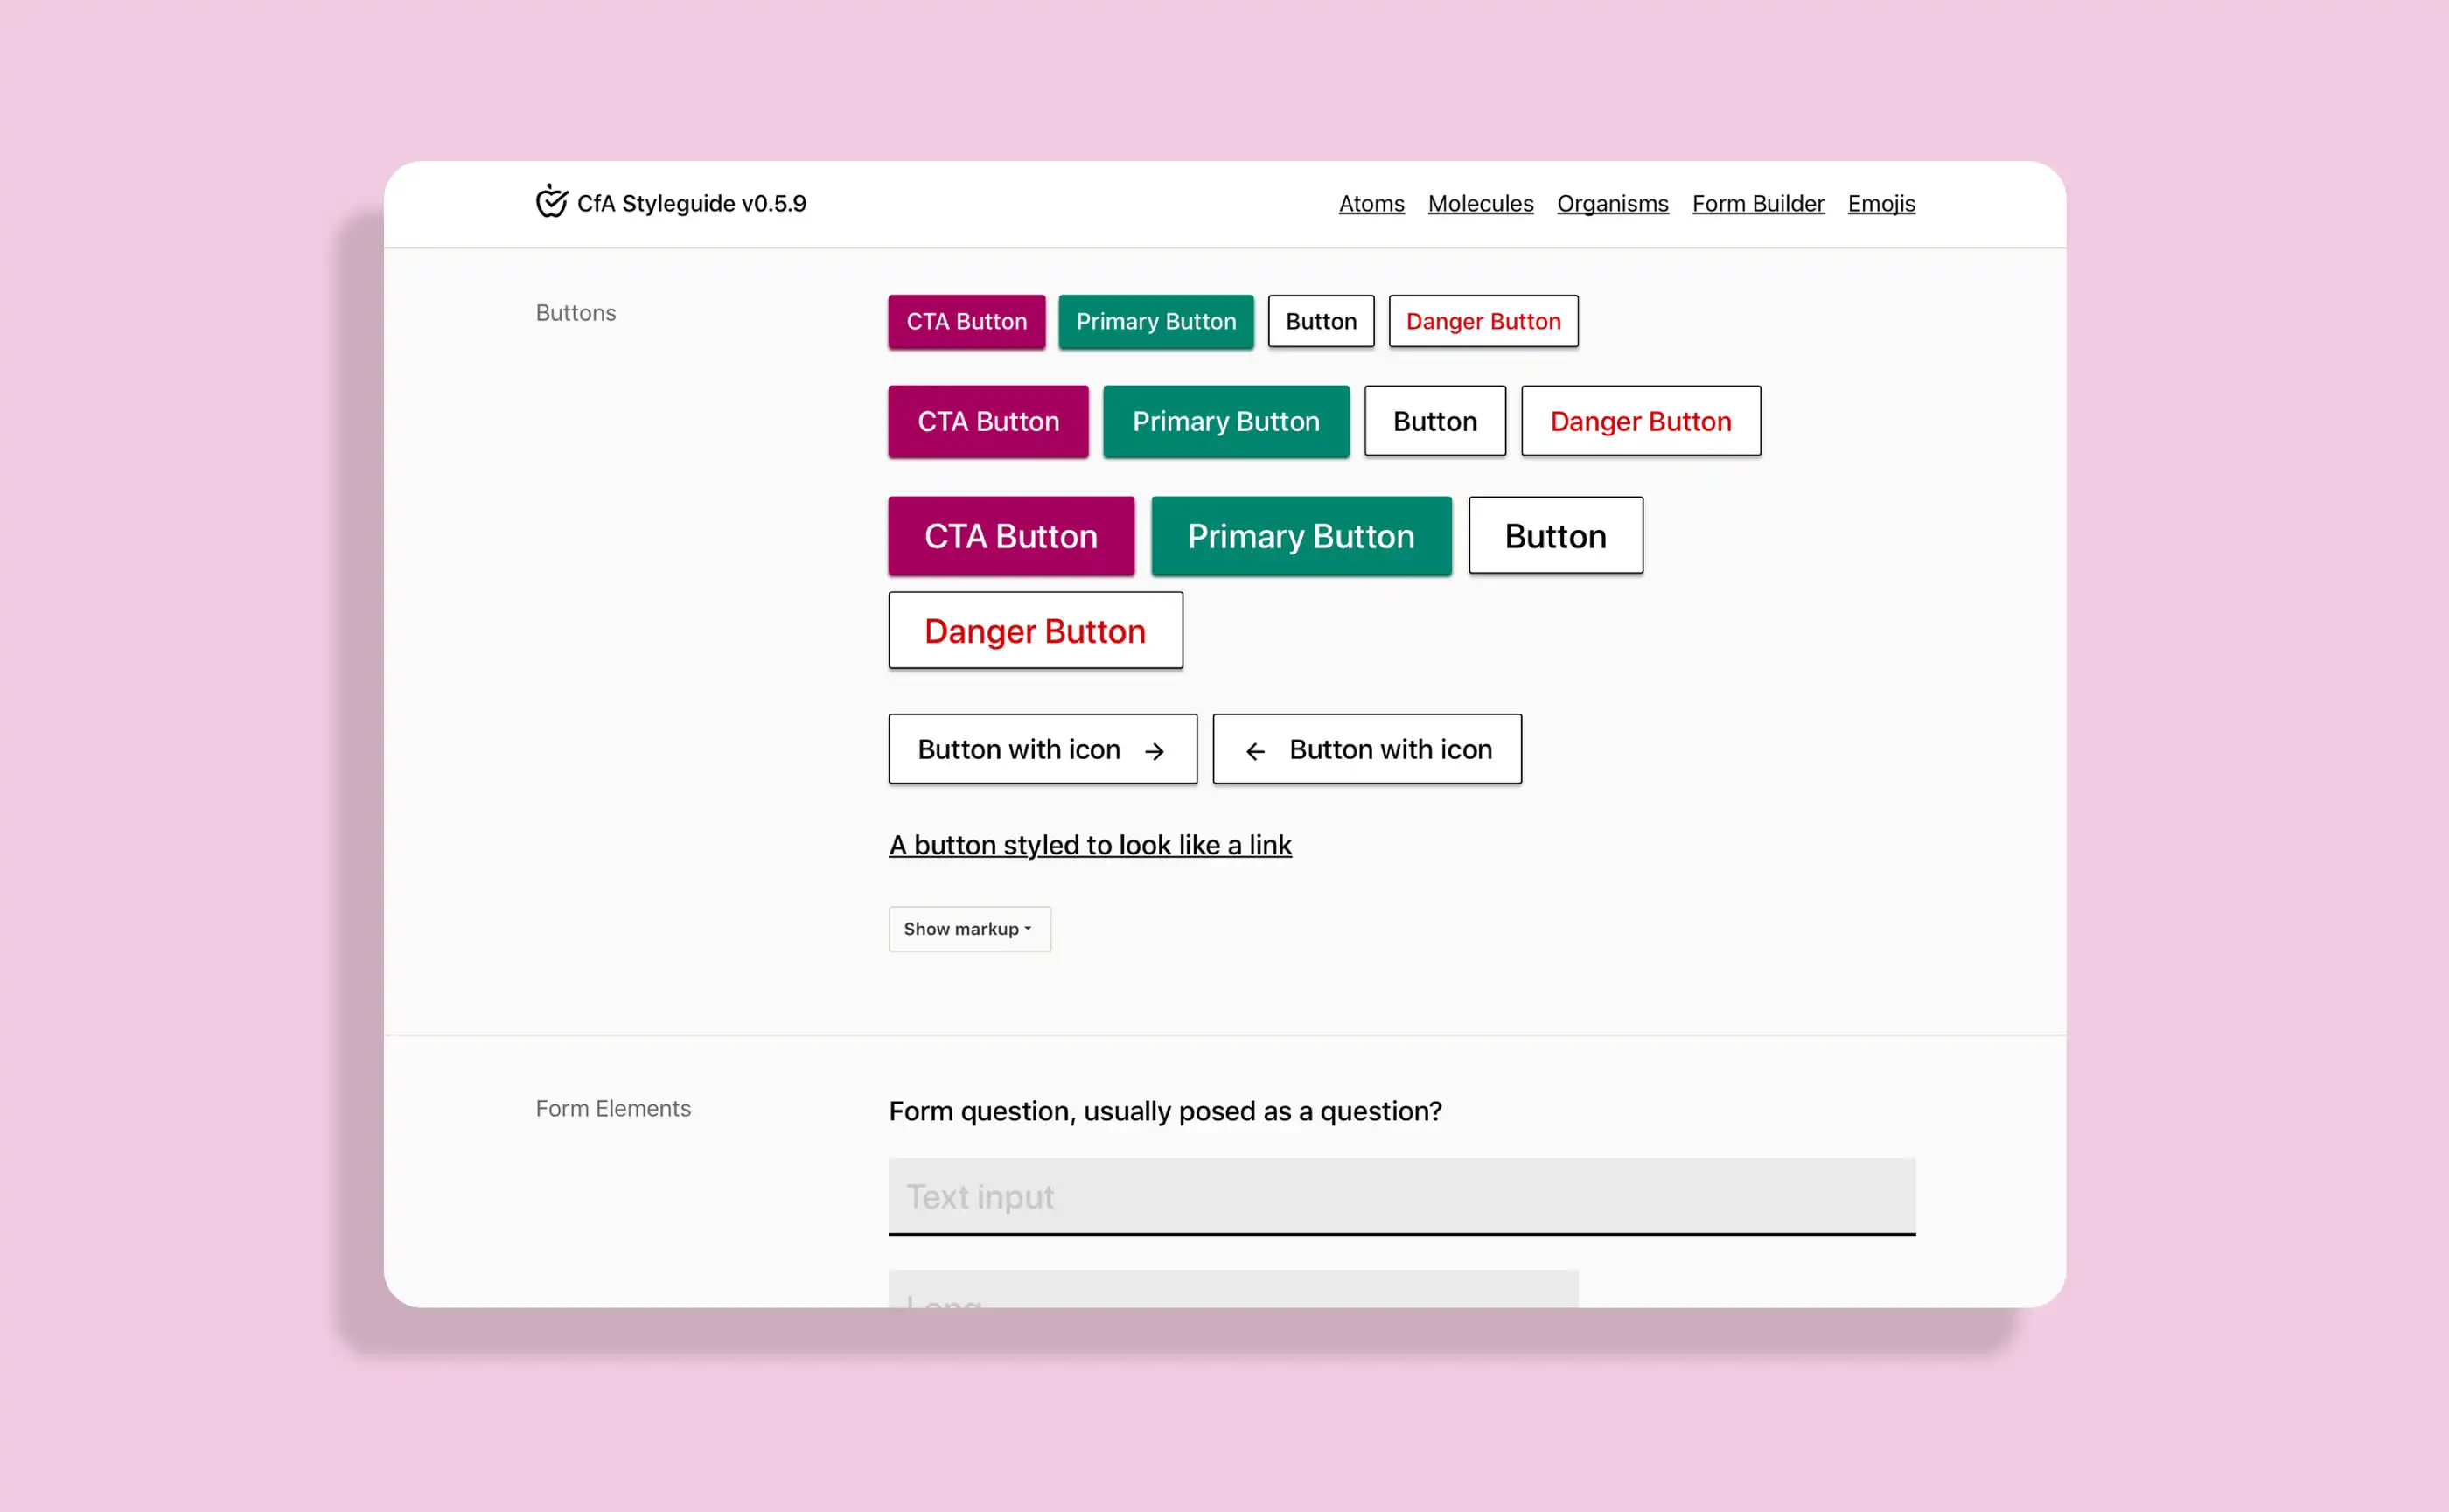 CfA Styleguide v0.5.9
Atoms Molecules Organisms Form Builder Emojis
Buttons
CTA Button Primary Button Button Danger Button
CTA Button Primary Button Button Danger Button
CTA Button Primary Button Button
Danger Button
Button with icon → ← Button with icon
A button styled to look like a link
Show markup
Form Elements
Form question, usually posed as a question?
Text input
Long